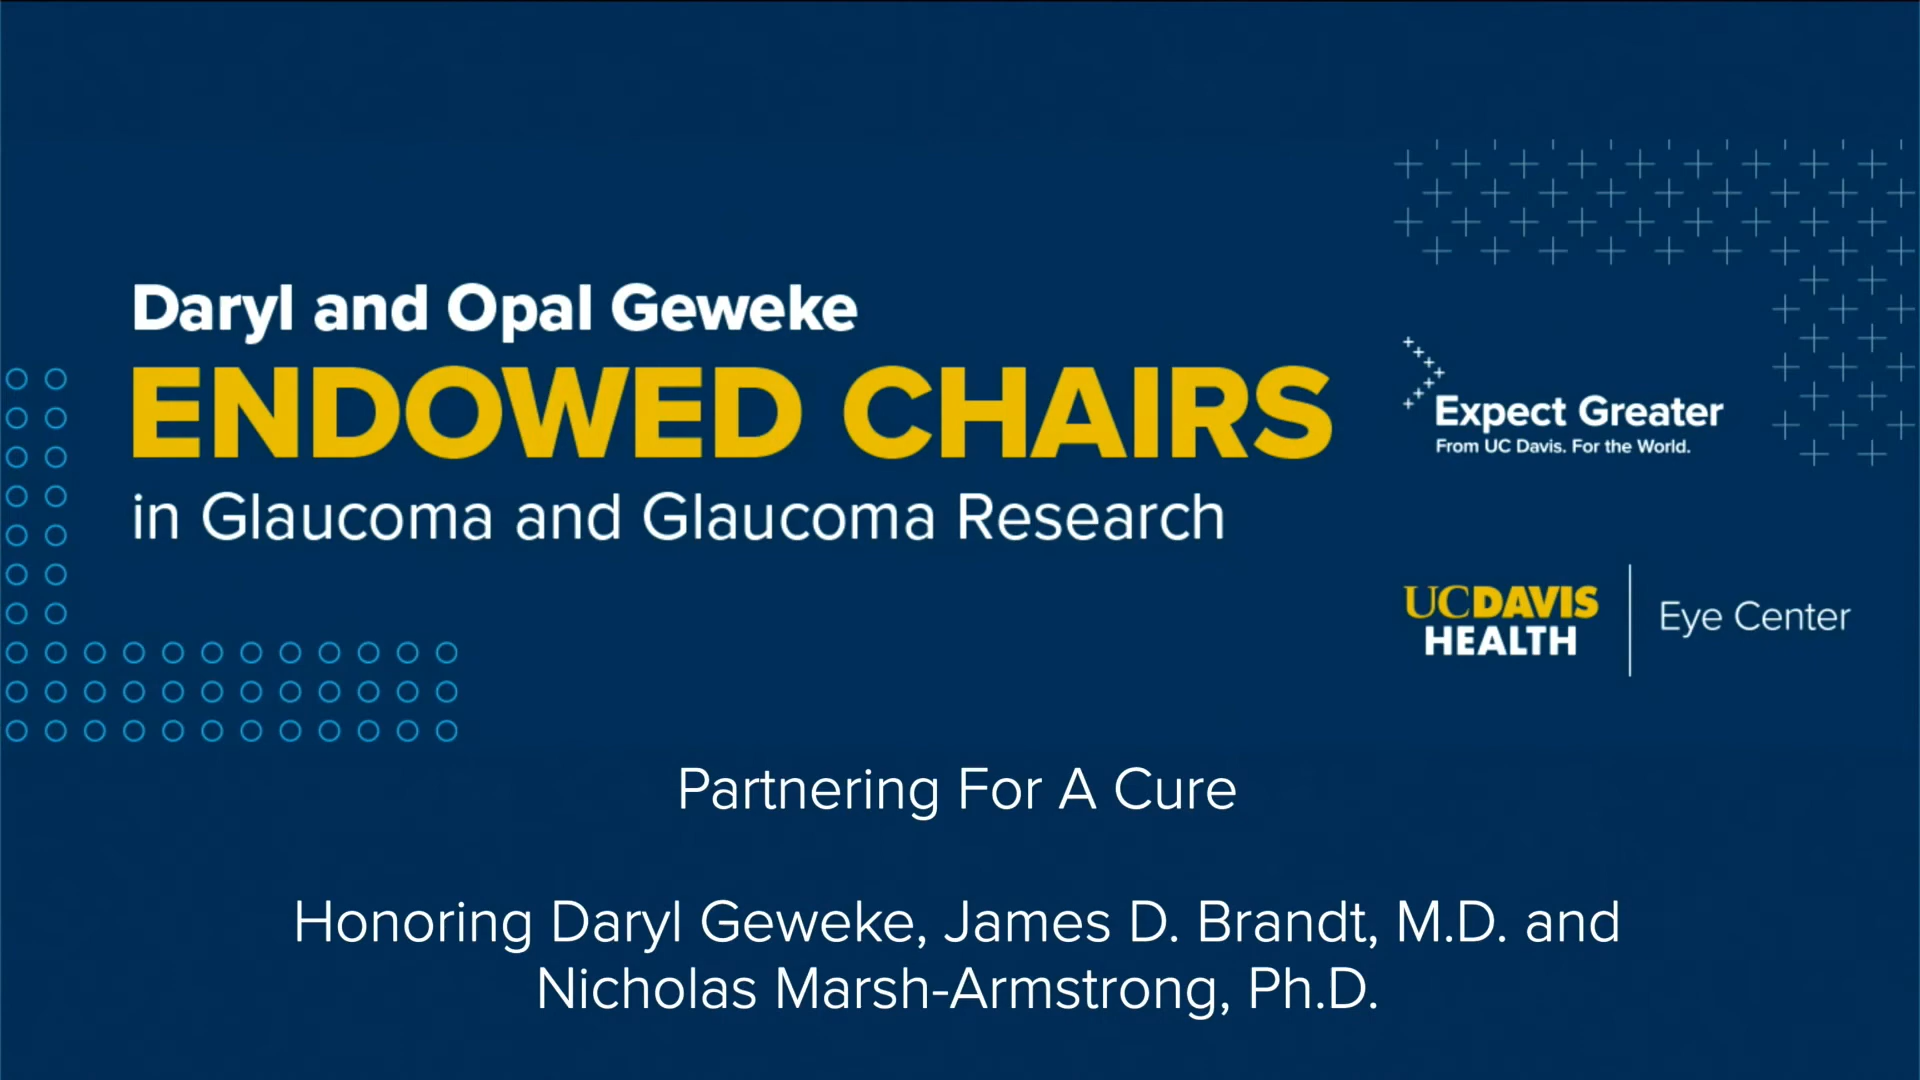 Daryl and Opal Geweke
ENDOWED CHAIRS
in Glaucoma and Glaucoma Research
Expect Greater
From UC Davis. For the World.
UCDAVIS
HEALTH
Eye Center
Partnering For A Cure
Honoring Daryl Geweke, James D. Brandt, M.D. and
Nicholas Marsh-Armstrong, Ph.D.